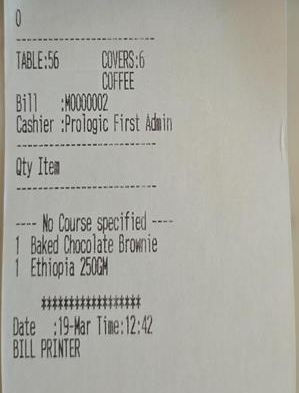 0
--------------------------
TABLE:56 COVERS:6
COFFEE
Bill :M0000002
Cashier :Prologic First Admin
--------------------------
Qty Item
--------------------------
---- No Course specified ----
1 Baked Chocolate Brownie
1 Ethiopia 250GM
*****************
Date :19-Mar Time:12:42
BILL PRINTER